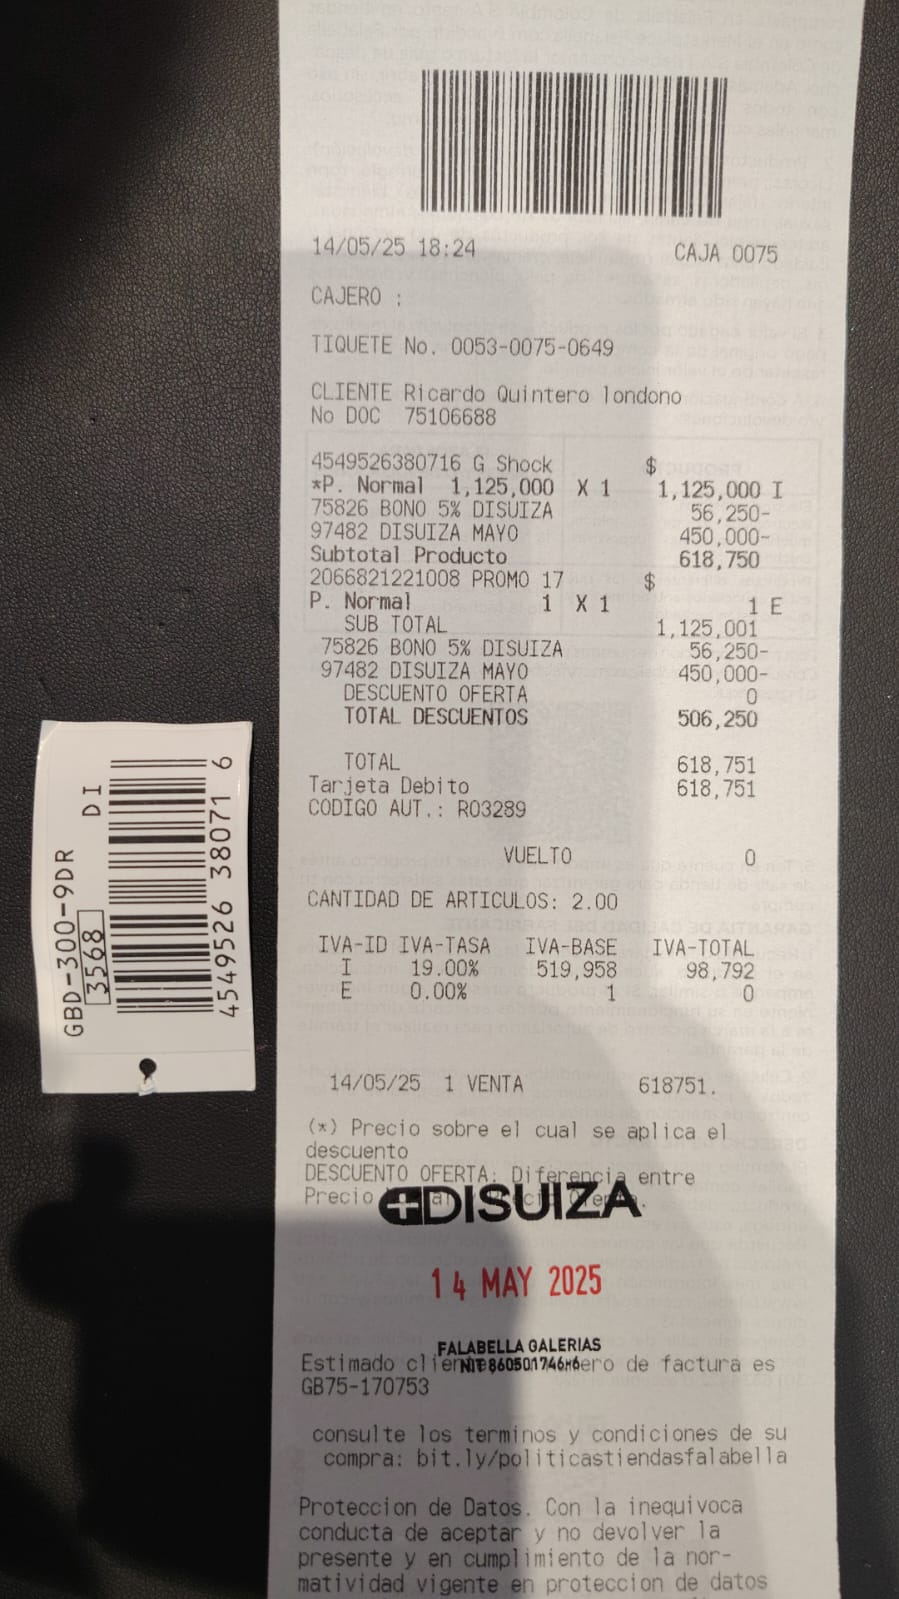 14/05/25 18:24 CAJA 0075
CAJERO :
TIQUETE No. 0053-0075-0649
CLIENTE Ricardo Quintero londono
No DOC 75106688
4549526380716 G Shock $
*P. Normal 1,125,000 X 1 1,125,000 I
75826 BONO 5% DISUIZA 56,250-
97482 DISUIZA MAYO 450,000-
Subtotal Producto 618,750
2066821221008 PROMO 17 $
P. Normal 1 X 1 1 E
SUB TOTAL 1,125,001
75826 BONO 5% DISUIZA 56,250-
97482 DISUIZA MAYO 450,000-
DESCUENTO OFERTA 0
TOTAL DESCUENTOS 506,250
TOTAL 618,751
Tarjeta Debito 618,751
CODIGO AUT.: R03289
VUELTO 0
CANTIDAD DE ARTICULOS: 2.00
IVA-ID IVA-TASA IVA-BASE IVA-TOTAL
I 19.00% 519,958 98,792
E 0.00% 1 0
14/05/25 1 VENTA 618751.
(*) Precio sobre el cual se aplica el
descuento
DESCUENTO OFERTA: Diferencia entre
Precio
DISUIZA
14 MAY 2025
FALABELLA GALERIAS
Estimado de factura es
GB75-170753
consulte los terminos y condiciones de su
compra: bit.ly/politicastiendasfalabella
Proteccion de Datos. Con la inequivoca
conducta de aceptar y no devolver la
presente y en cumplimiento de la nor-
matividad vigente en proteccion de datos
GBD-300-9DR DI
3568
4549526 38071 6